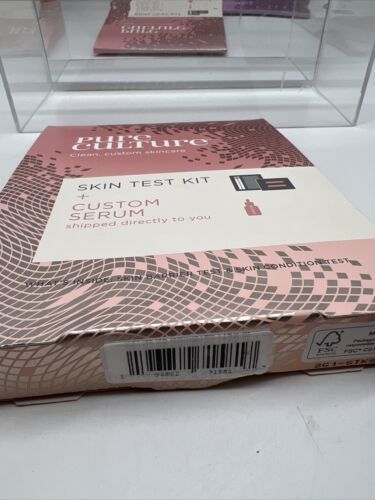 pure
culture
Clean, custom skincare
SKIN TEST KIT
+
CUSTOM
SERUM
shipped directly to you
WHAT'S INSIDE: SKIN BARRIER TEST & SKIN CONDITION TEST
FSC